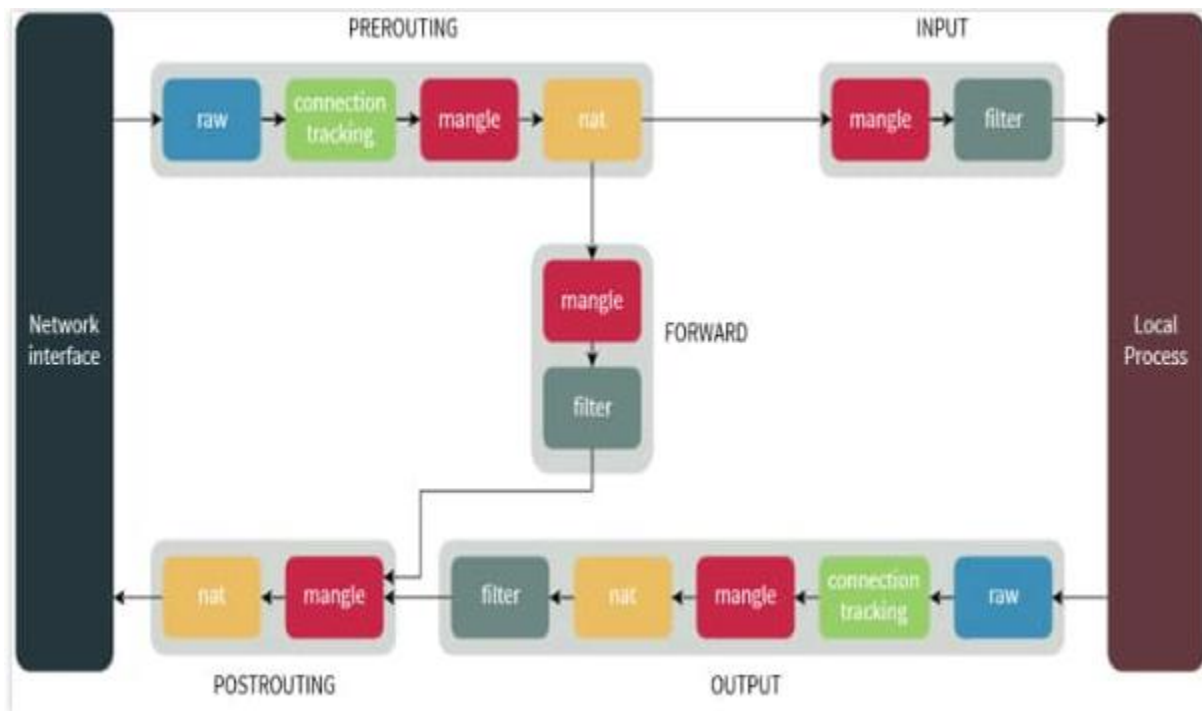 PREROUTING
INPUT
raw
connection
tracking
mangle
nat
mangle
filter
Network
interface
mangle
filter
FORWARD
Local
Process
nat
mangle
filter
nat
mangle
connection
tracking
raw
POSTROUTING
OUTPUT